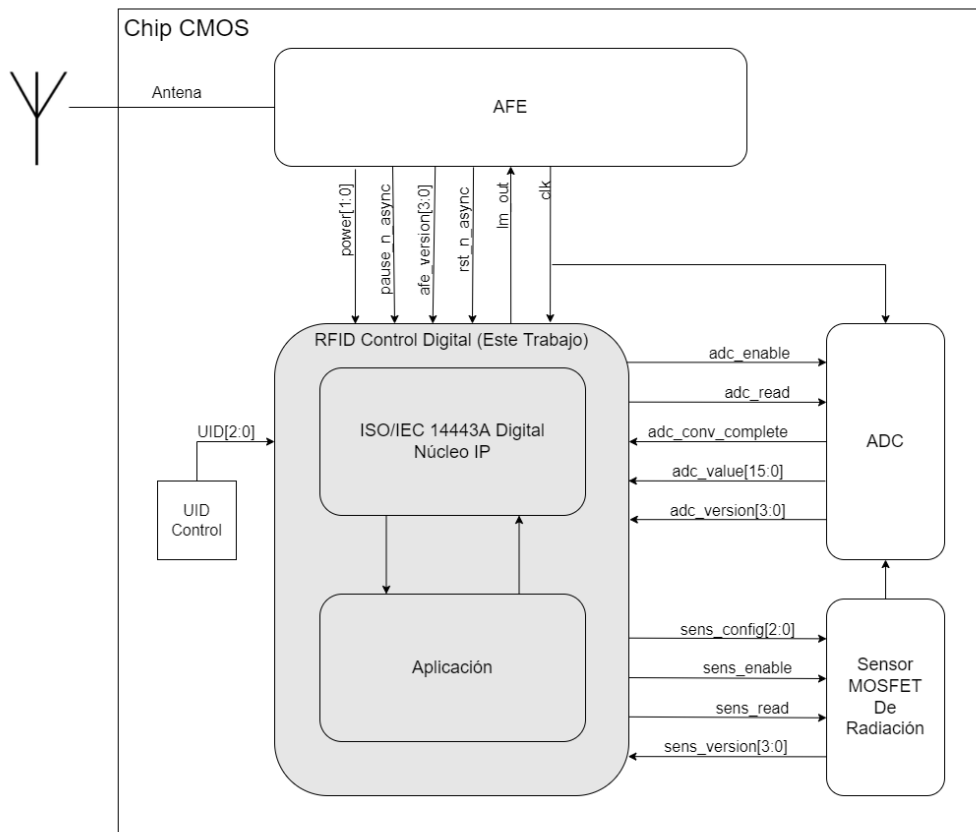 Chip CMOS
Antena
AFE
power[1:0]
pause_n_async
afe_version[3:0]
rst_n_async
lm_out
clk
RFID Control Digital (Este Trabajo)
ISO/IEC 14443A Digital
Núcleo IP
Aplicación
UID[2:0]
UID
Control
adc_enable
adc_read
adc_conv_complete
adc_value[15:0]
adc_version[3:0]
ADC
sens_config[2:0]
sens_enable
sens_read
sens_version[3:0]
Sensor
MOSFET
De
Radiación